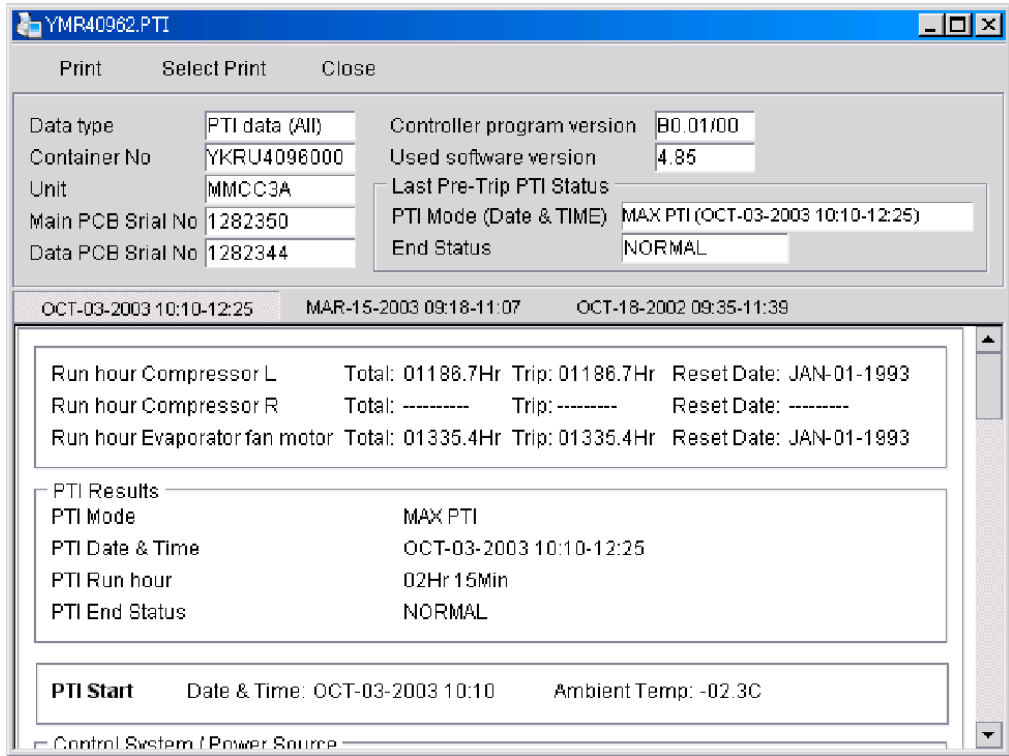 YMR40962.PTI
Print Select Print Close
Data type PTI data (All) Controller program version B0.01/00
Container No YKRU4096000 Used software version 4.85
Unit MMCC3A Last Pre-Trip PTI Status
Main PCB Srial No 1282350 PTI Mode (Date & TIME) MAX PTI (OCT-03-2003 10:10-12:25)
Data PCB Srial No 1282344 End Status NORMAL
OCT-03-2003 10:10-12:25 MAR-15-2003 09:18-11:07 OCT-18-2002 09:35-11:39
Run hour Compressor L Total: 01186.7Hr Trip: 01186.7Hr Reset Date: JAN-01-1993
Run hour Compressor R Total: ---------- Trip: --------- Reset Date: ---------
Run hour Evaporator fan motor Total: 01335.4Hr Trip: 01335.4Hr Reset Date: JAN-01-1993
PTI Results
PTI Mode MAX PTI
PTI Date & Time OCT-03-2003 10:10-12:25
PTI Run hour 02Hr 15Min
PTI End Status NORMAL
PTI Start Date & Time: OCT-03-2003 10:10 Ambient Temp: -02.3C
Control System / Power Source